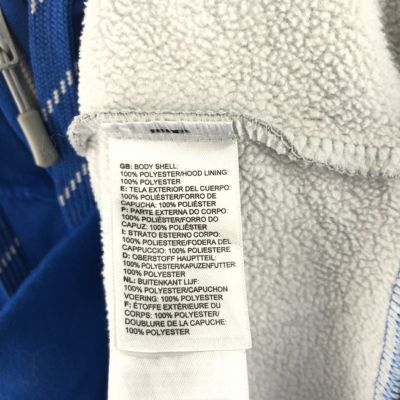 GB: BODY SHELL:
100% POLYESTER/HOOD LINING:
100% POLYESTER
E: TELA EXTERIOR DEL CUERPO:
100% POLIÉSTER/FORRO DE
CAPUCHA: 100% POLIÉSTER
P: PARTE EXTERNA DO CORPO:
100% POLIÉSTER/FORRO DO
CAPUZ: 100% POLIÉSTER
I: STRATO ESTERNO CORPO:
100% POLIESTERE/FODERA DEL
CAPPUCCIO: 100% POLIESTERE
D: OBERSTOFF HAUPTTEIL:
100% POLYESTER/KAPUZENFUTTER:
100% POLYESTER
NL: BUITENKANT LIJF:
100% POLYESTER/CAPUCHON
VOERING: 100% POLYESTER
F: ÉTOFFE EXTÉRIEURE DU
CORPS: 100% POLYESTER/
DOUBLURE DE LA CAPUCHE:
100% POLYESTER